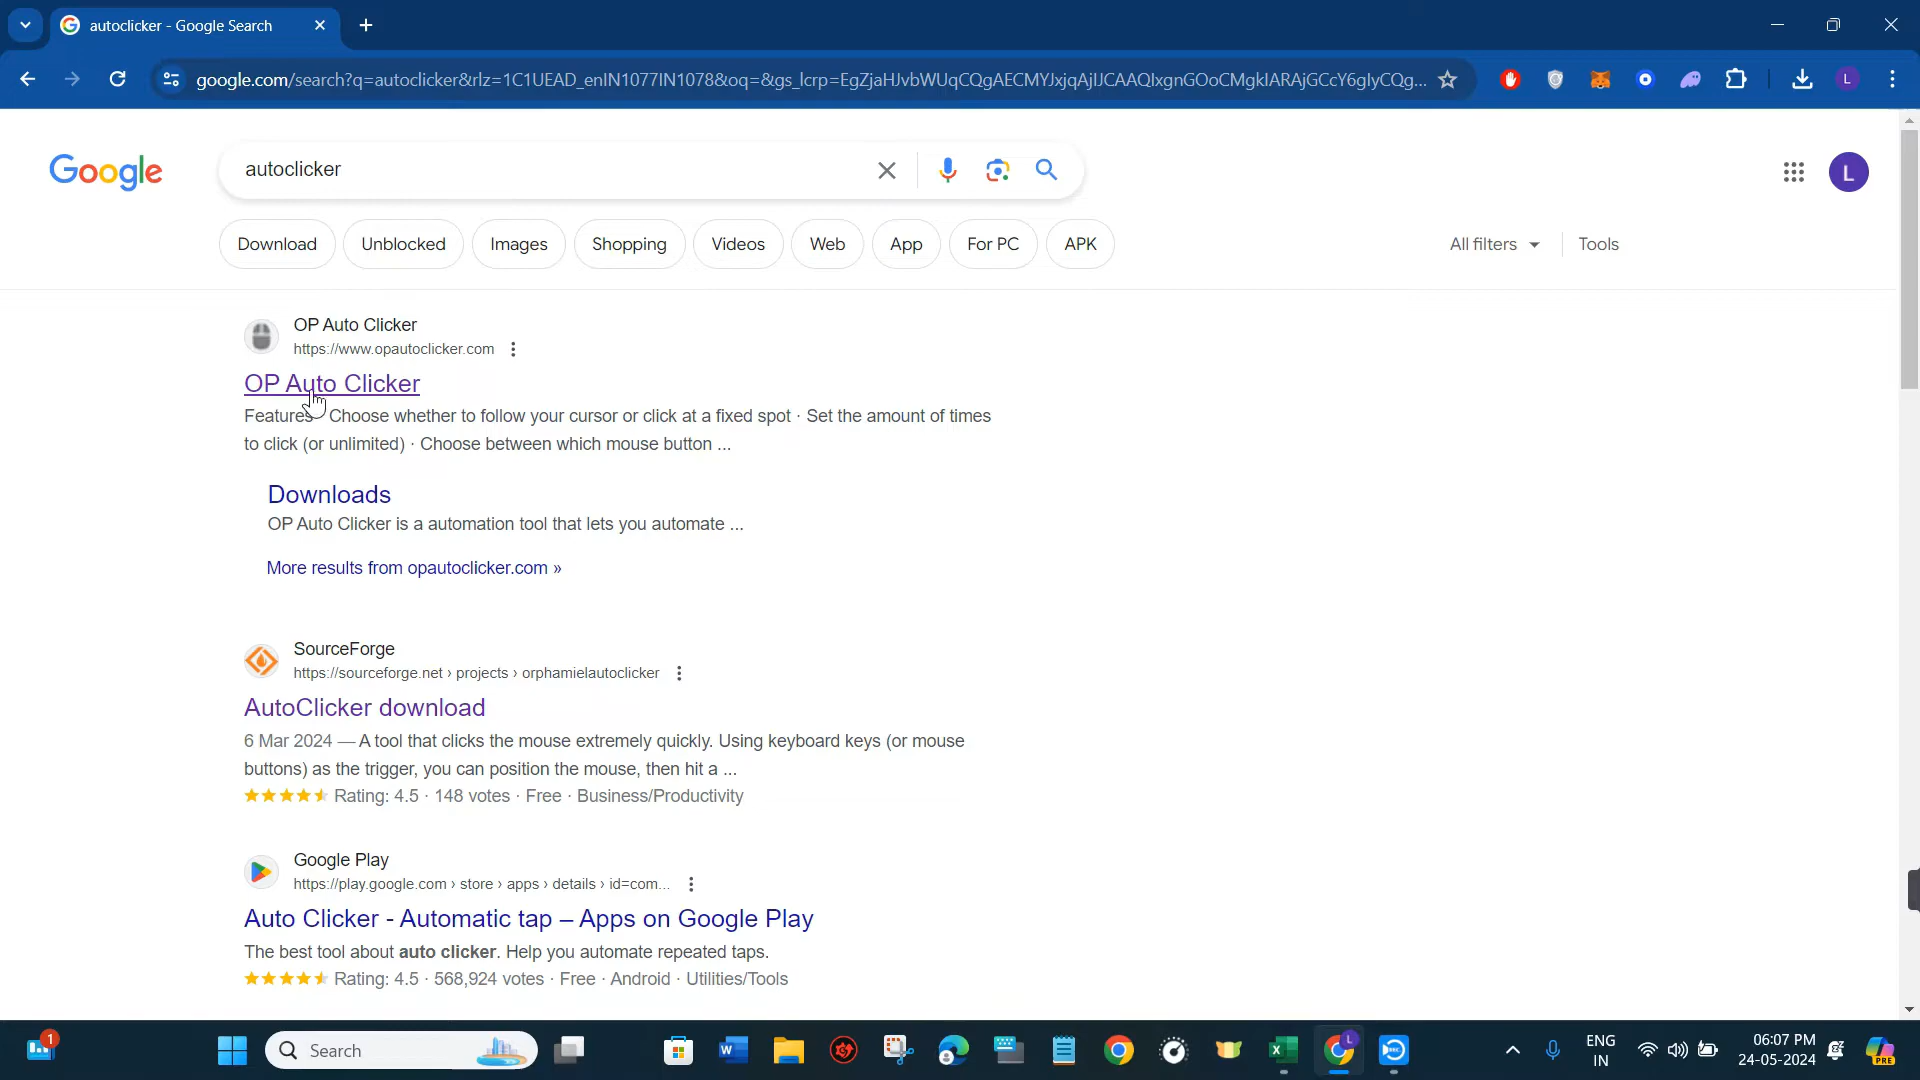 autoclicker - Google Search
google.com/search?q=autoclicker&rlz=1C1UEAD_enIN1077IN1078&oq=&gs_lcrp=EgZjaHJvbWUqCQgAECMYJxjqAjIJCAAQIxgnGOoCMgkIARAjGCcY6gIyCQg...
L
Google
autoclicker
L
Download
Unblocked
Images
Shopping
Videos
Web
App
For PC
APK
All filters
Tools
OP Auto Clicker
https://www.opautoclicker.com
OP Auto Clicker
Features · Choose whether to follow your cursor or click at a fixed spot · Set the amount of times
to click (or unlimited) · Choose between which mouse button ...
Downloads
OP Auto Clicker is a automation tool that lets you automate ...
More results from opautoclicker.com »
SourceForge
https://sourceforge.net › projects › orphamielautoclicker
AutoClicker download
6 Mar 2024 — A tool that clicks the mouse extremely quickly. Using keyboard keys (or mouse
buttons) as the trigger, you can position the mouse, then hit a ...
Rating: 4.5 · 148 votes · Free · Business/Productivity
Google Play
https://play.google.com › store › apps › details › id=com...
Auto Clicker - Automatic tap – Apps on Google Play
The best tool about auto clicker. Help you automate repeated taps.
Rating: 4.5 · 568,924 votes · Free · Android · Utilities/Tools
1
Search
W
X
L
REC
ENG
IN
06:07 PM
24-05-2024
PRE